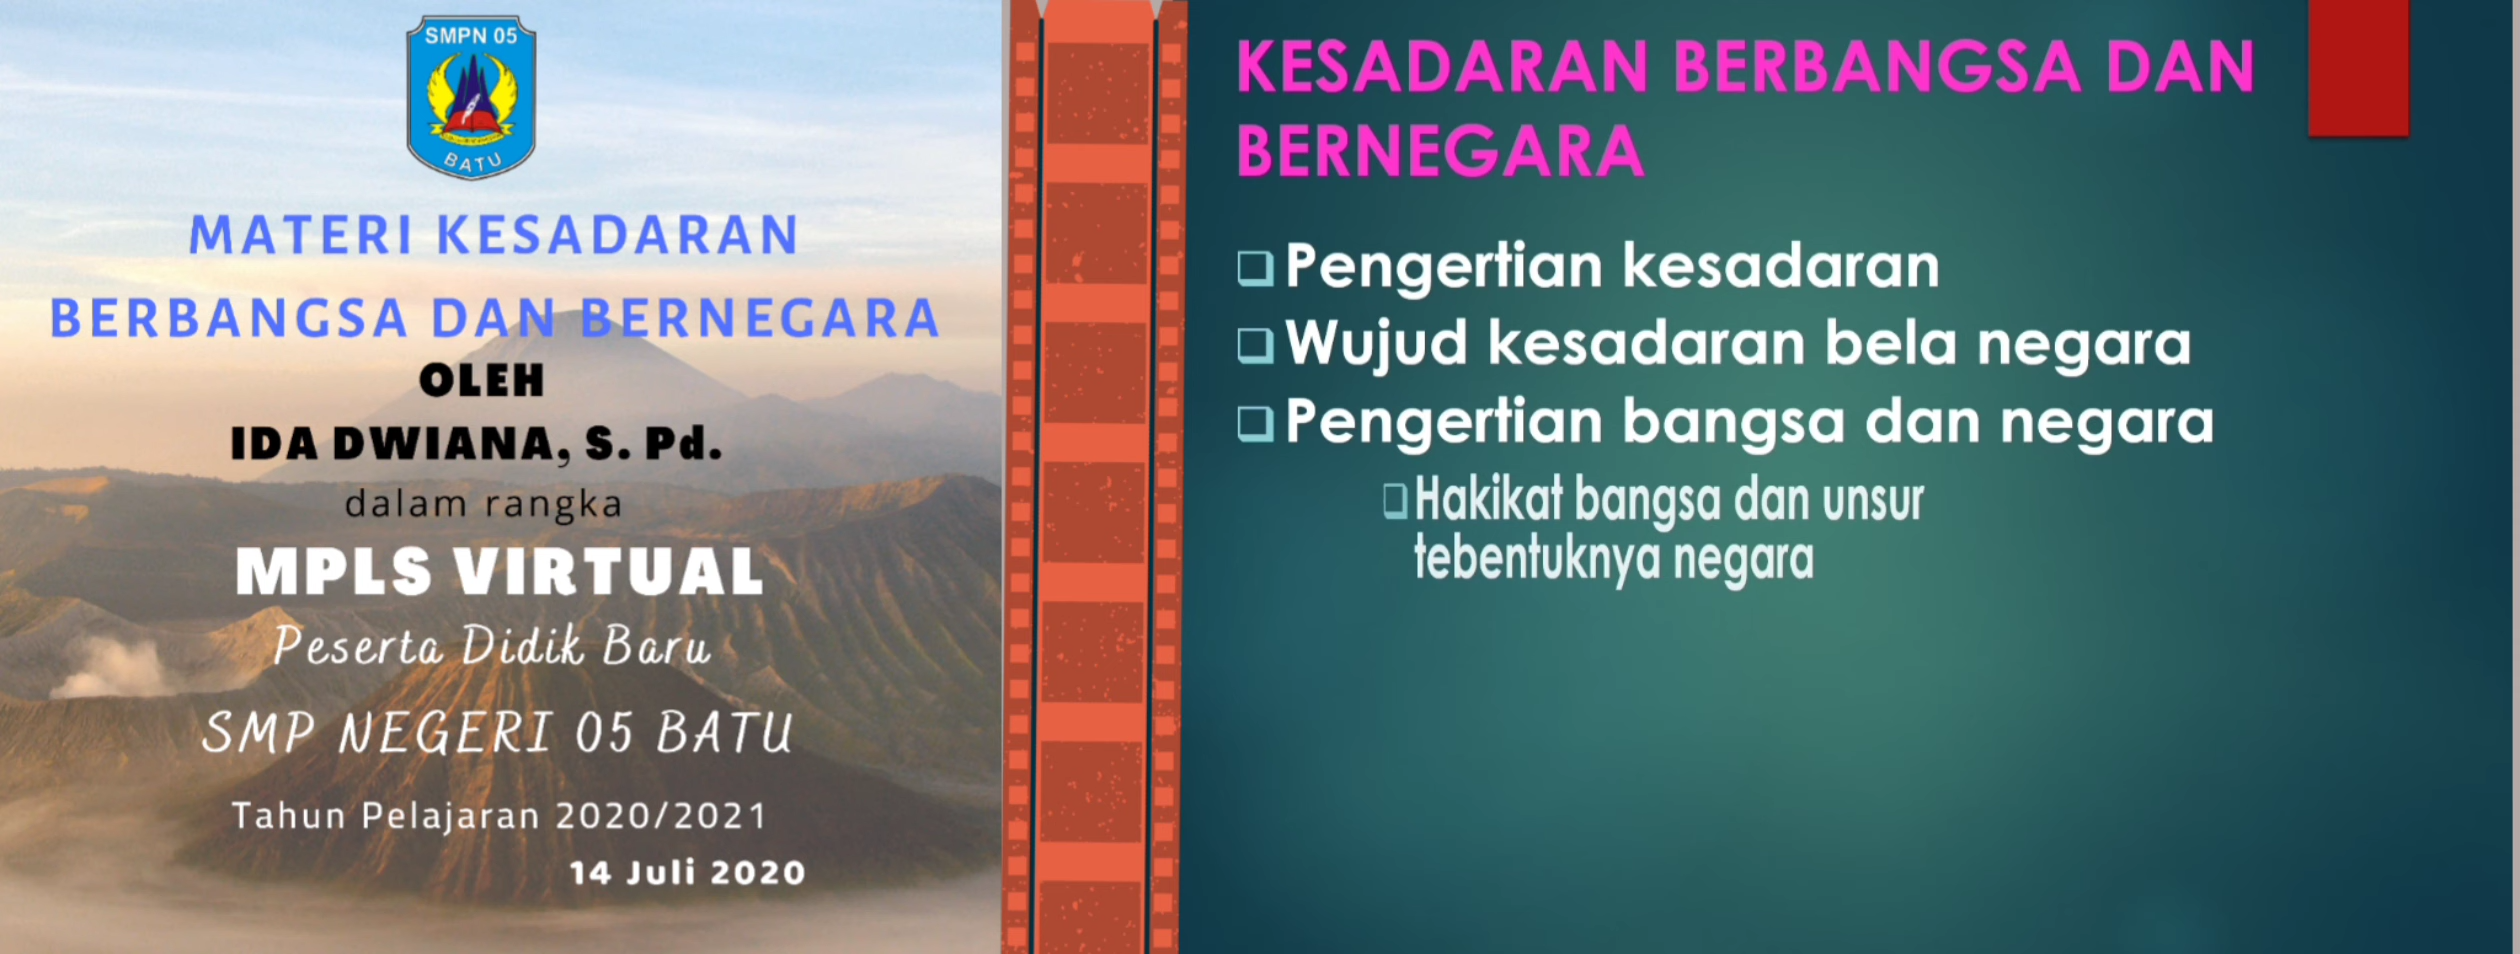 SMPN 05
BATU
MATERI KESADARAN
BERBANGSA DAN BERNEGARA
OLEH
IDA DWIANA, S. Pd.
dalam rangka
MPLS VIRTUAL
Peserta Didik Baru
SMP NEGERI 05 BATU
Tahun Pelajaran 2020/2021
14 Juli 2020
KESADARAN BERBANGSA DAN
BERNEGARA
Pengertian kesadaran
Wujud kesadaran bela negara
Pengertian bangsa dan negara
Hakikat bangsa dan unsur
tebentuknya negara